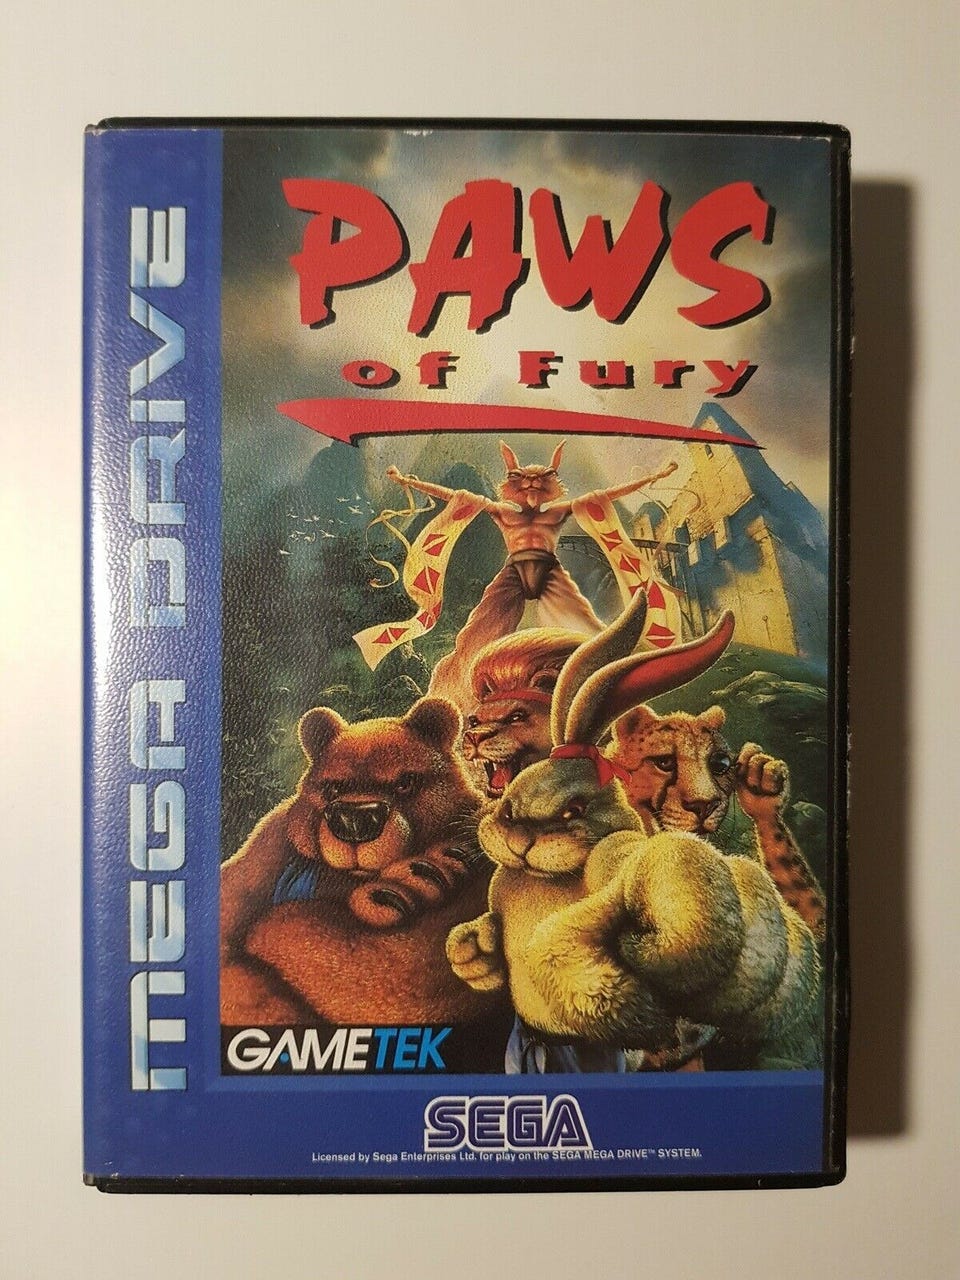 MEGA DRIVE
PAWS
of Fury
GAMETEK
SEGA
Licensed by Sega Enterprises Ltd. for play on the SEGA MEGA DRIVE™ SYSTEM.